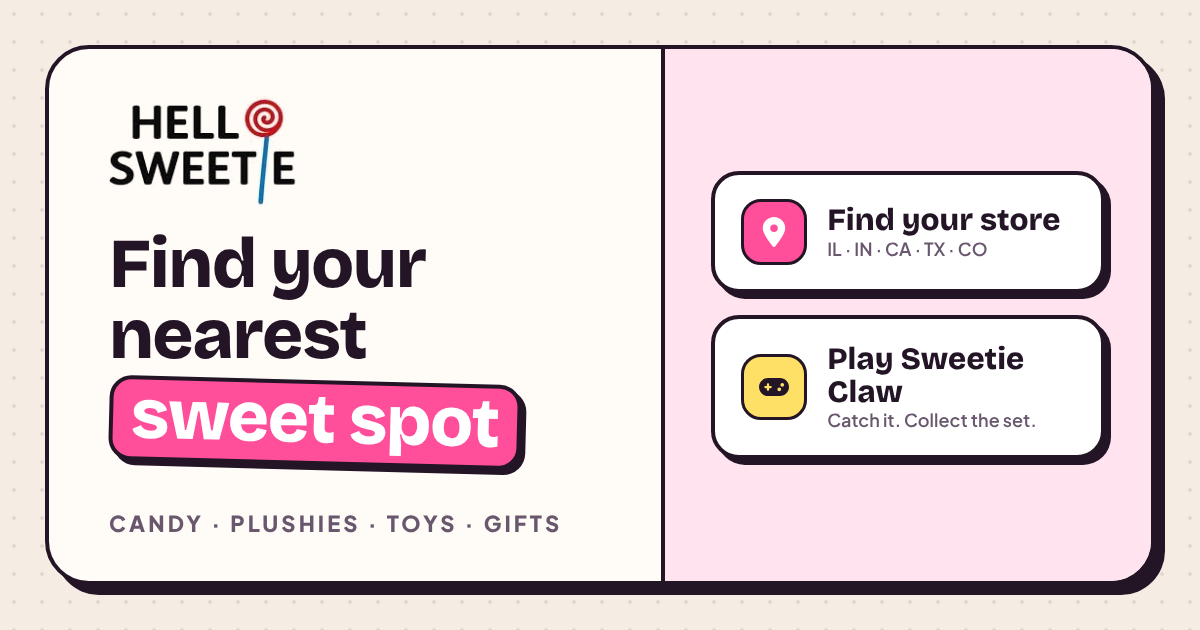 HELLO
SWEETIE
Find your
nearest
sweet spot
CANDY · PLUSHIES · TOYS · GIFTS
Find your store
IL · IN · CA · TX · CO
Play Sweetie
Claw
Catch it. Collect the set.